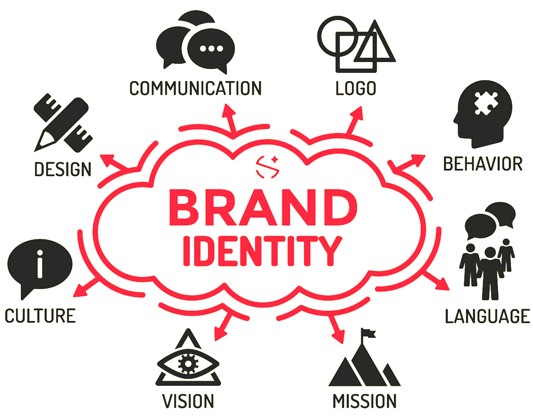 COMMUNICATION
LOGO
DESIGN
BEHAVIOR
BRAND
IDENTITY
CULTURE
LANGUAGE
VISION
MISSION